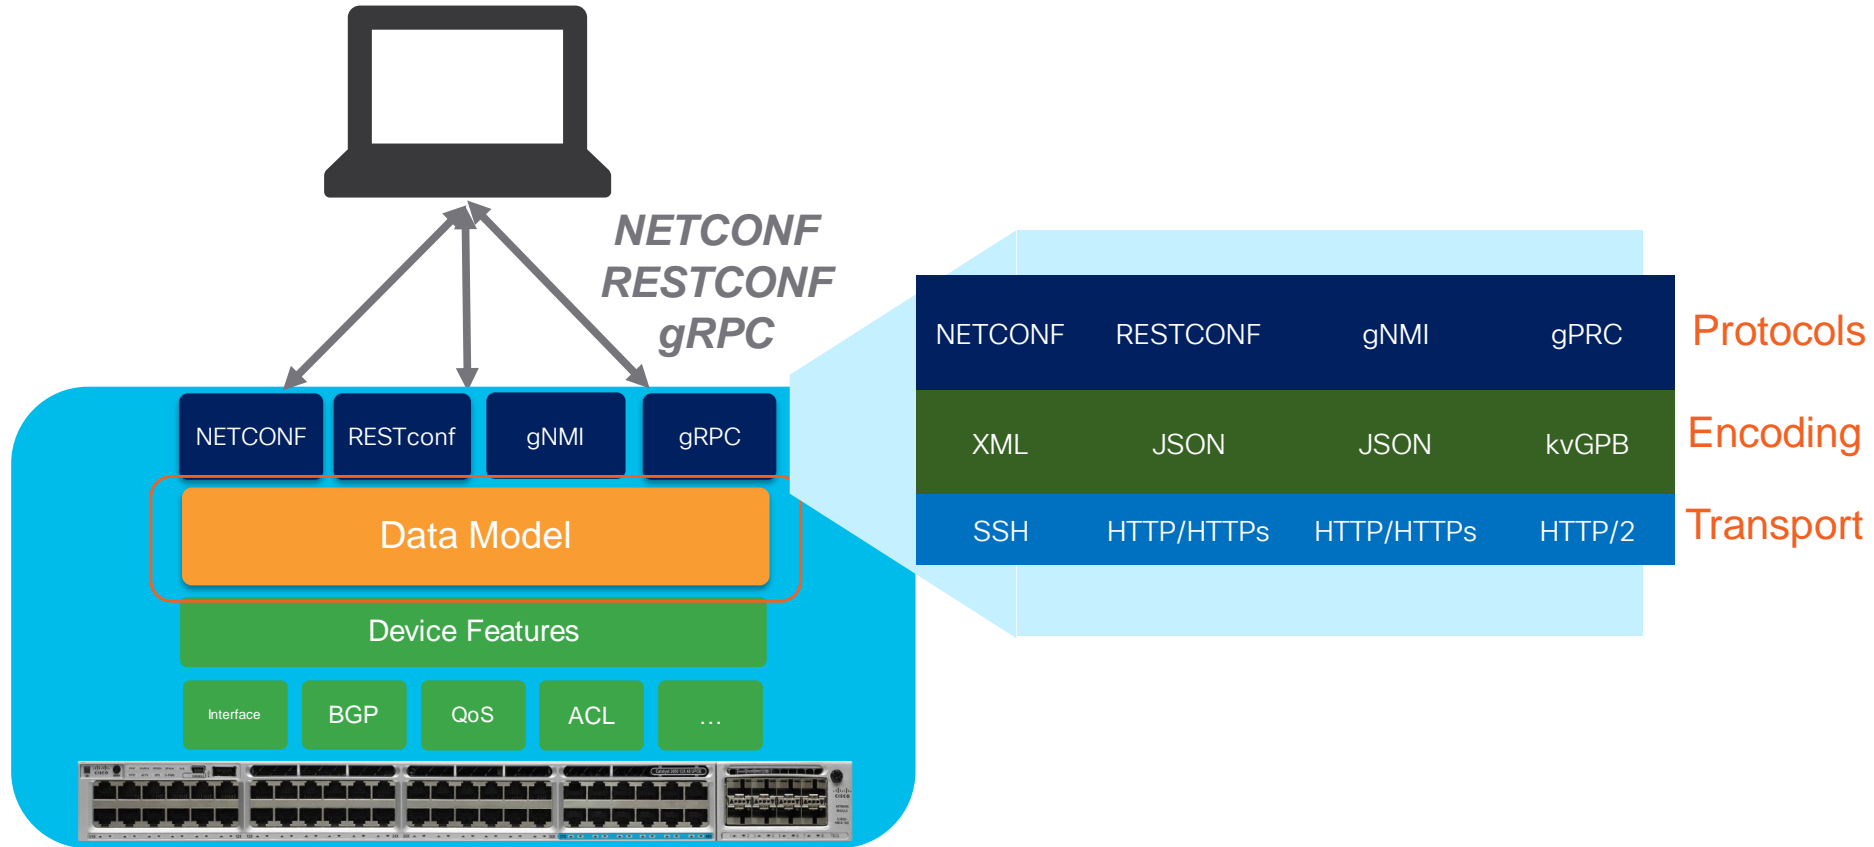 NETCONF
RESTCONF
gRPC
NETCONF RESTCONF gNMI gPRC Protocols
XML JSON JSON kvGPB Encoding
SSH HTTP/HTTPs HTTP/HTTPs HTTP/2 Transport
NETCONF RESTconf gNMI gRPC
Data Model
Device Features
Interface BGP QoS ACL ...